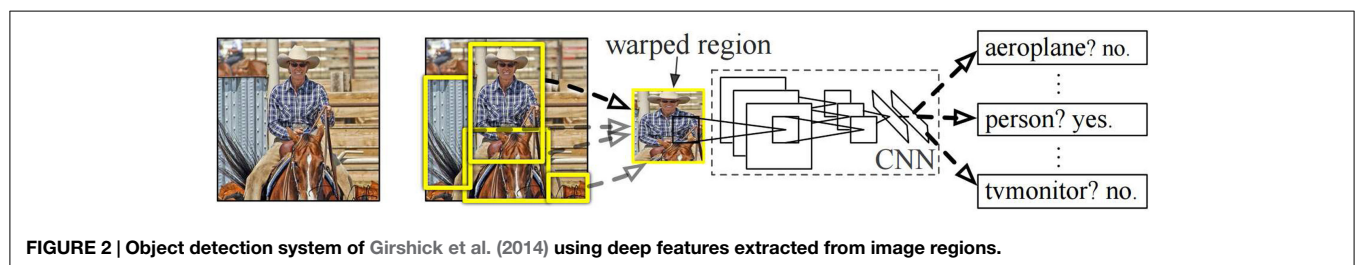 warped region
aeroplane? no.
person? yes.
CNN
tvmonitor? no.
FIGURE 2 | Object detection system of Girshick et al. (2014) using deep features extracted from image regions.